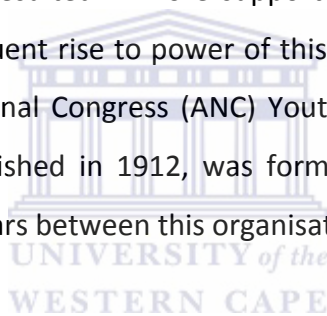 uent rise to power of this
nal Congress (ANC) Yout
ished in 1912, was form
ars between this organisat
UNIVERSITY of the
WESTERN CAPE